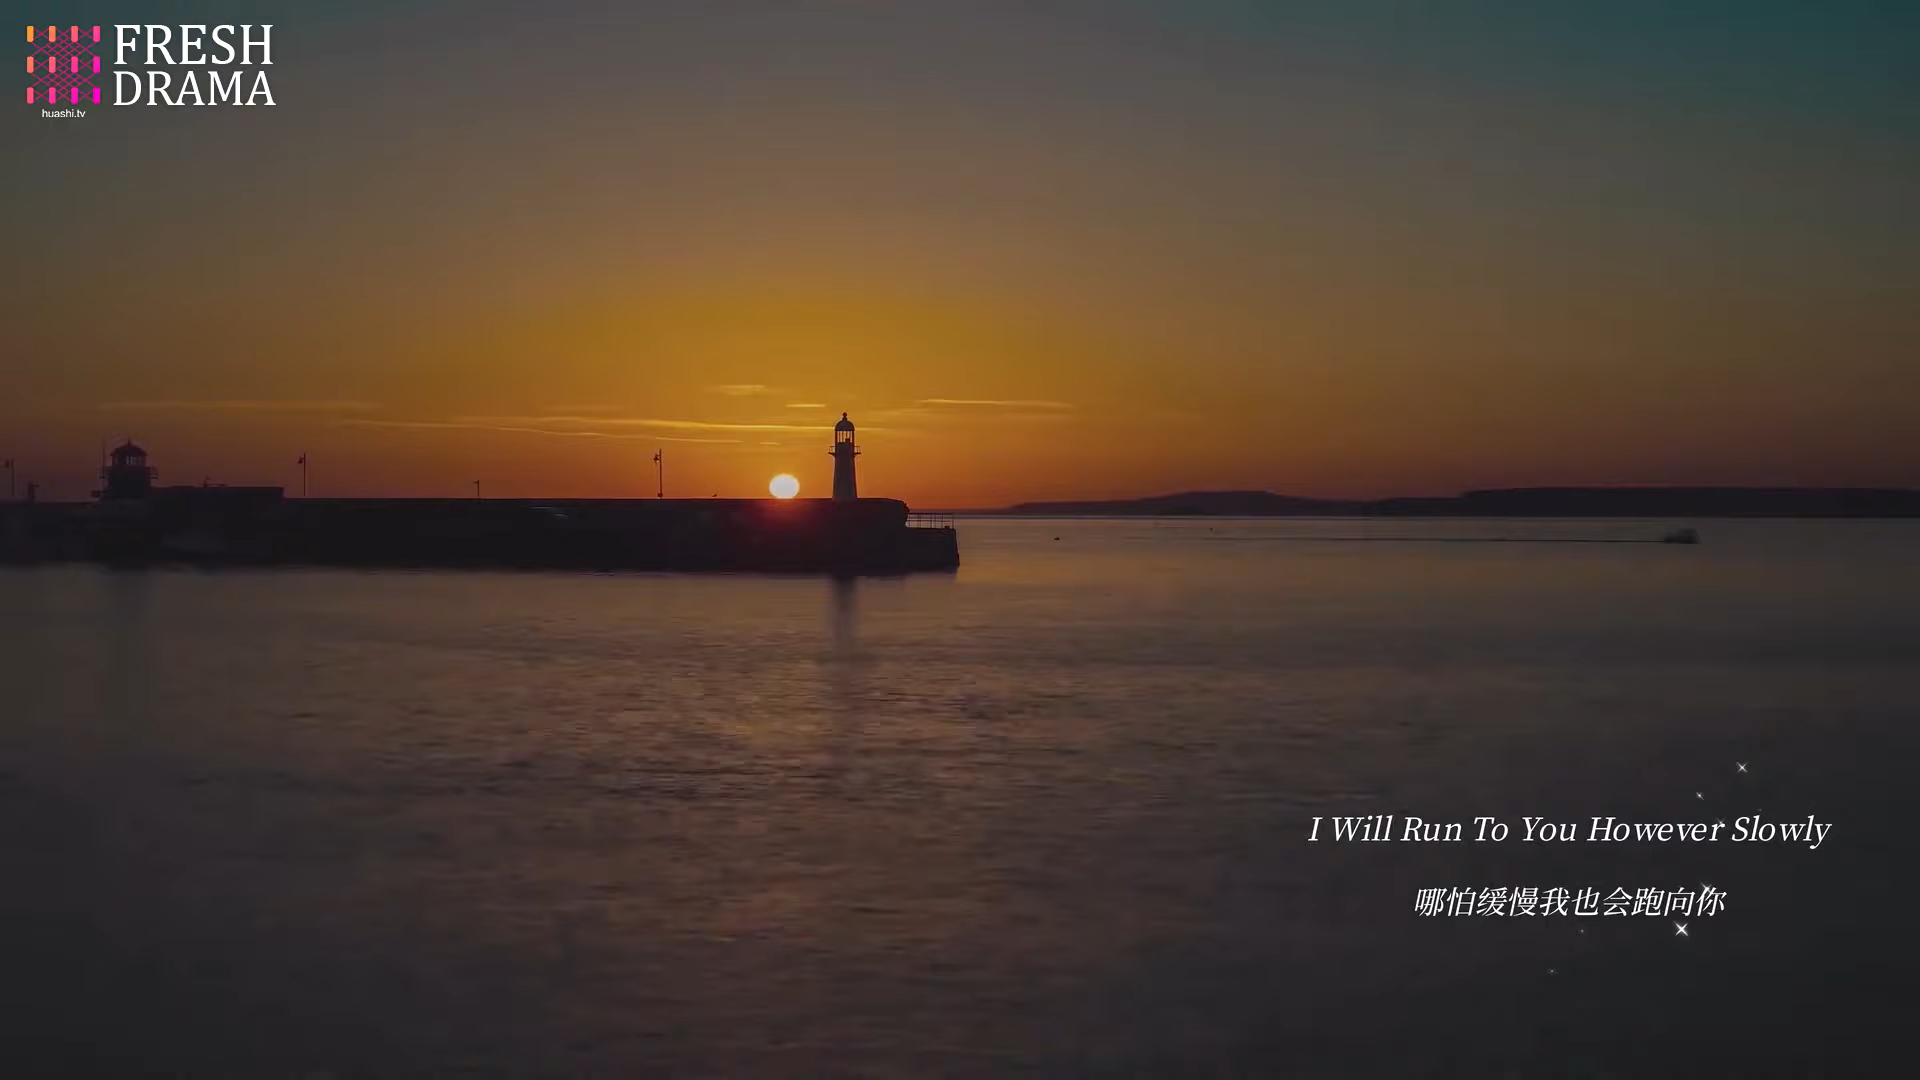 FRESH
DRAMA
huashi.tv
I Will Run To You However Slowly
哪怕缓慢我也会跑向你